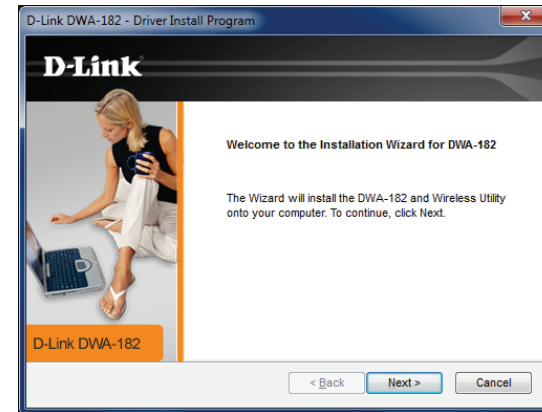 D-Link DWA-182 - Driver Install Program
D-Link
Welcome to the Installation Wizard for DWA-182
The Wizard will install the DWA-182 and Wireless Utility
onto your computer. To continue, click Next.
D-Link DWA-182
< Back
Next >
Cancel